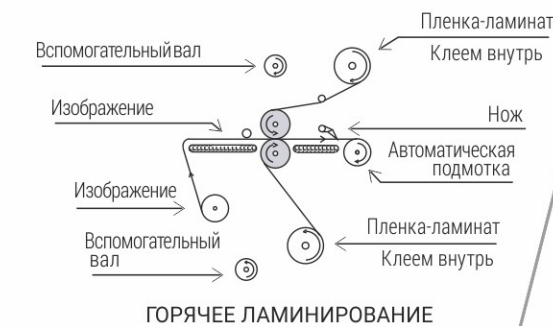 Пленка-ламинат
Клеем внутрь
Вспомогательный вал
Изображение
Нож
Автоматическая
подмотка
Изображение
Пленка-ламинат
Клеем внутрь
Вспомогательный
вал
ГОРЯЧЕЕ ЛАМИНИРОВАНИЕ